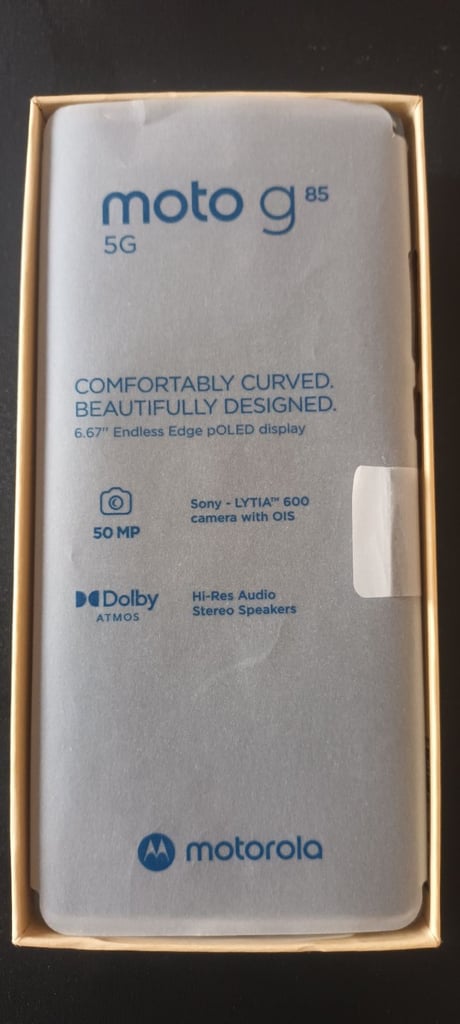 moto g 85
5G
COMFORTABLY CURVED.
BEAUTIFULLY DESIGNED.
6.67" Endless Edge pOLED display
50 MP
Sony - LYTIA™ 600
camera with OIS
Dolby
ATMOS
Hi-Res Audio
Stereo Speakers
motorola